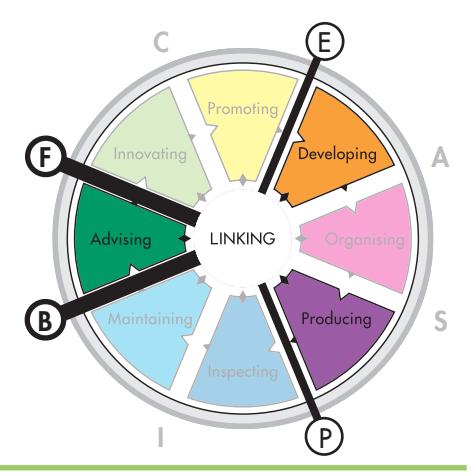 C
E
Promoting
F
Innovating
Developing
A
Advising
LINKING
Organising
B
Maintaining
Producing
S
Inspecting
I
P